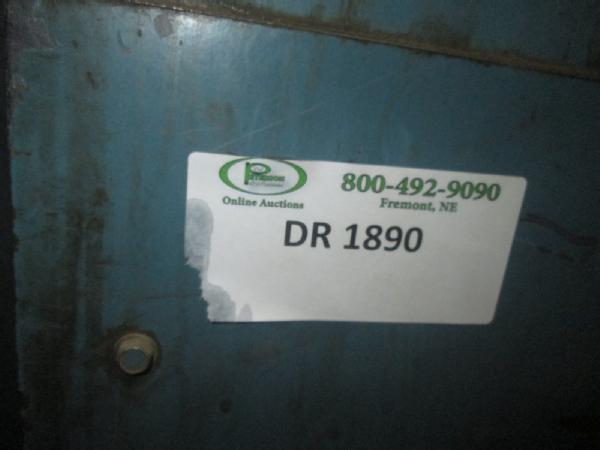 800-492-9090
Online Auctions
Fremont, NE
DR 1890